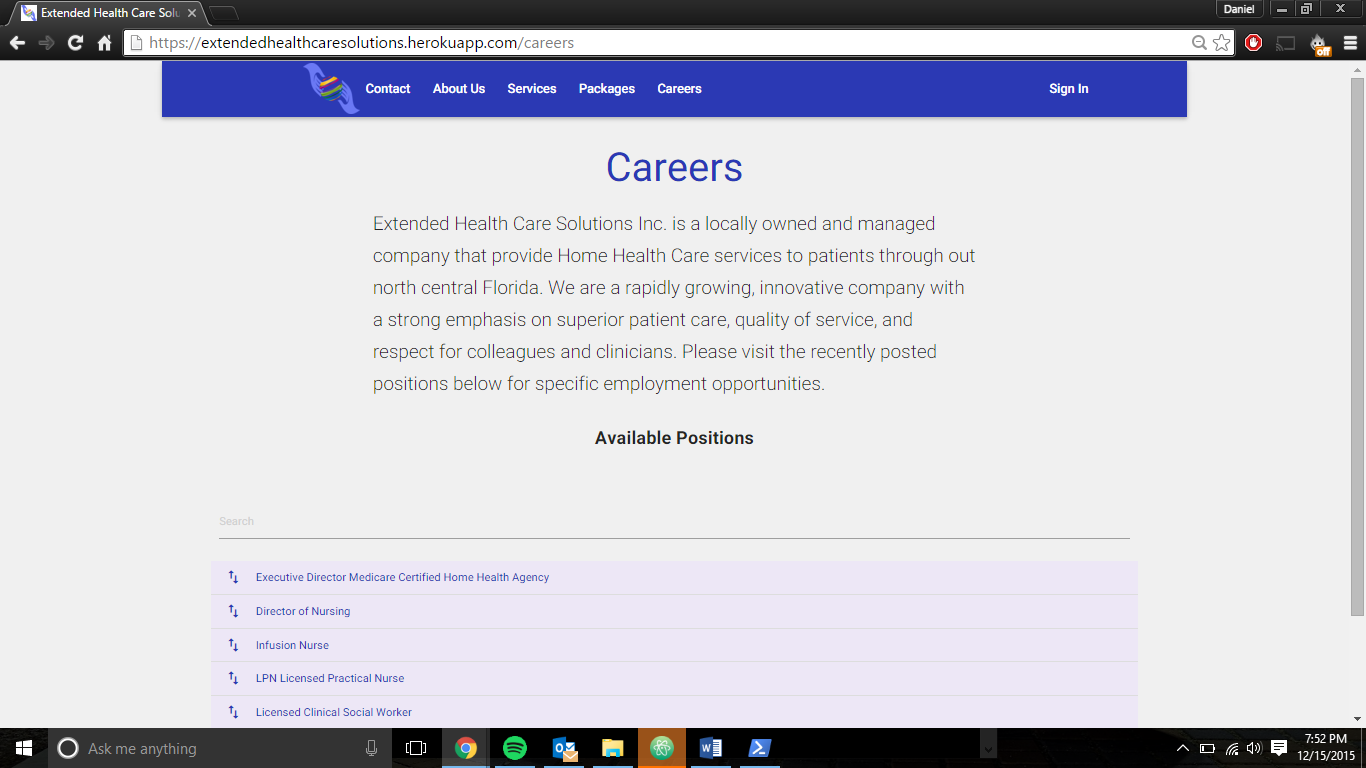 Extended Health Care Solu
Daniel
https://extendedhealthcaresolutions.herokuapp.com/careers
off
Contact About Us Services Packages Careers Sign In
Careers
Extended Health Care Solutions Inc. is a locally owned and managed
company that provide Home Health Care services to patients through out
north central Florida. We are a rapidly growing, innovative company with
a strong emphasis on superior patient care, quality of service, and
respect for colleagues and clinicians. Please visit the recently posted
positions below for specific employment opportunities.
Available Positions
Search
Executive Director Medicare Certified Home Health Agency
Director of Nursing
Infusion Nurse
LPN Licensed Practical Nurse
Licensed Clinical Social Worker
Ask me anything
7:52 PM
12/15/2015